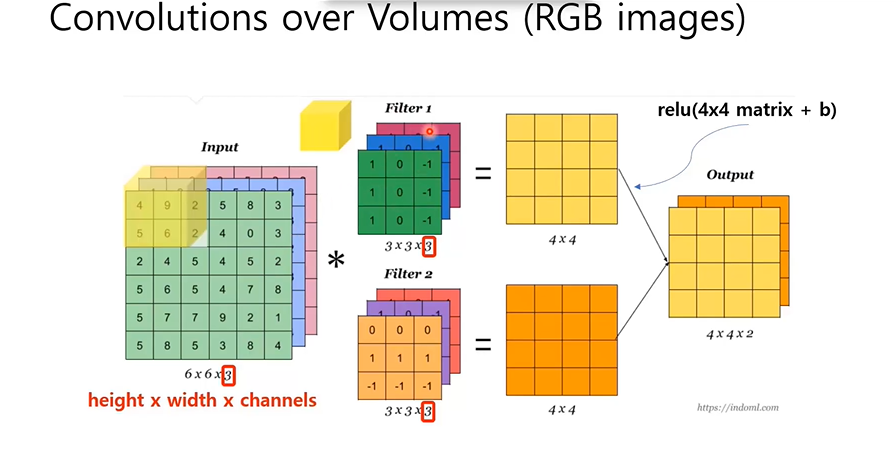 Convolutions over Volumes (RGB images)
Filter 1
relu(4x4 matrix + b)
Input
1 0 -1
=
Output
4 9 2 5 8 3
1 0 -1
5 6 2 4 0 3
1 0 -1
1 0 -1
2 4 5 4 5 2
3 x 3 x 3
4 x 4
*
Filter 2
5 6 5 4 7 8
5 7 7 9 2 1
0 0 0
5 8 5 3 8 4
1 1 1
=
4 x 4 x 2
6 x 6 x 3
-1 -1 -1
height x width x channels
3 x 3 x 3
4 x 4
https://indoml.com